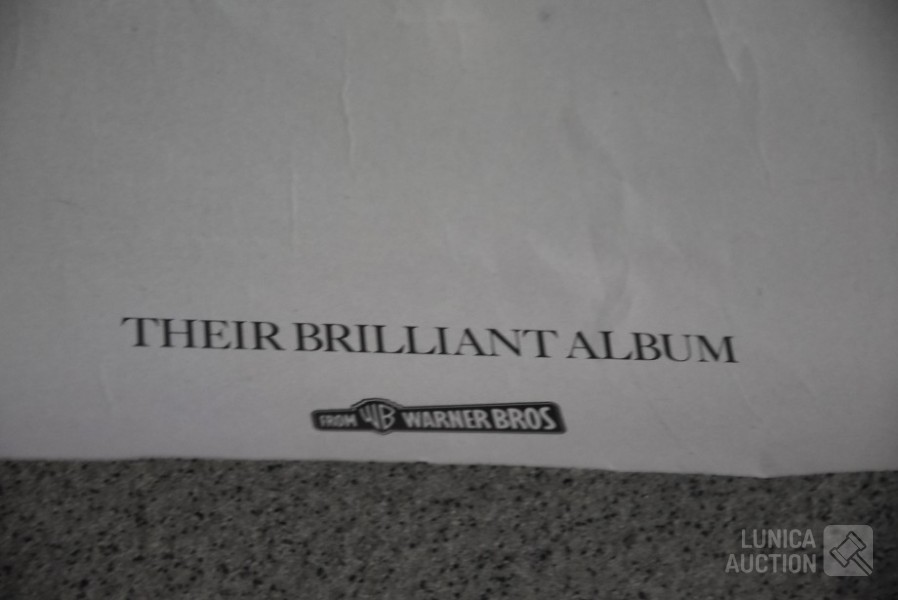 THEIR BRILLIANT ALBUM
FROM WB WARNER BROS
LUNICA
AUCTION